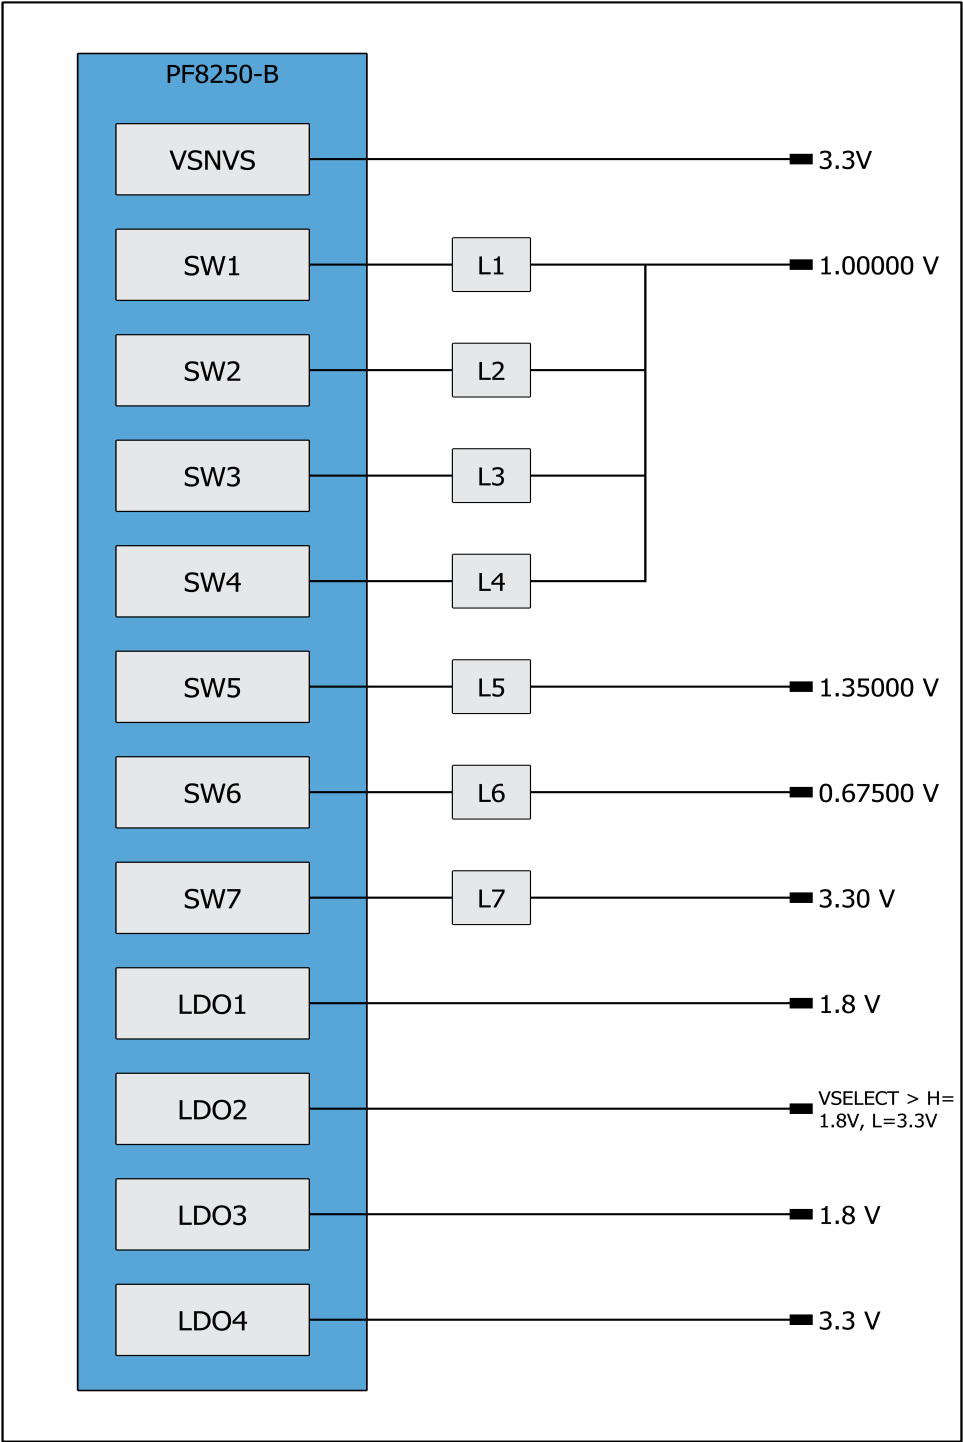 PF8250-B
VSNVS
3.3V
SW1
L1
1.00000 V
SW2
L2
SW3
L3
SW4
L4
SW5
L5
1.35000 V
SW6
L6
0.67500 V
SW7
L7
3.30 V
LDO1
1.8 V
LDO2
VSELECT > H=
1.8V, L=3.3V
LDO3
1.8 V
LDO4
3.3 V